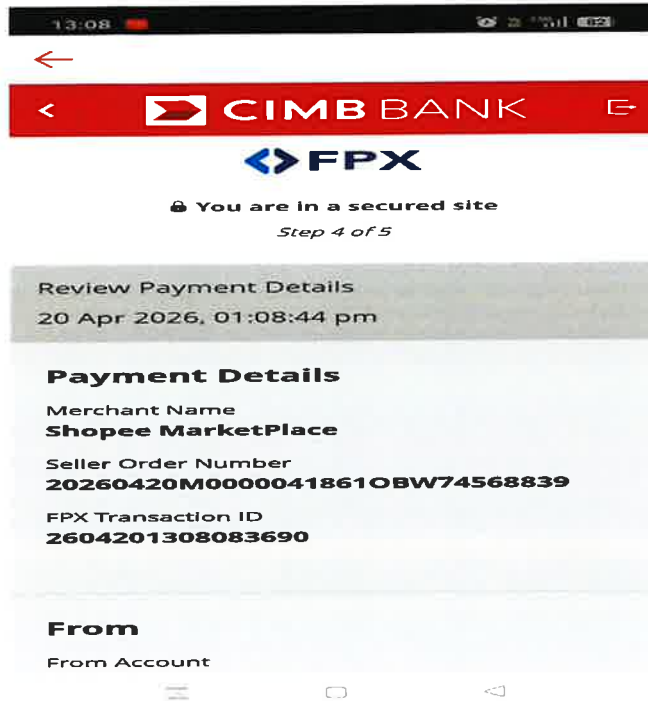 13:08
CIMB BANK
FPX
You are in a secured site
Step 4 of 5
Review Payment Details
20 Apr 2026, 01:08:44 pm
Payment Details
Merchant Name
Shopee MarketPlace
Seller Order Number
20260420M0000041861OBW74568839
FPX Transaction ID
2604201308083690
From
From Account